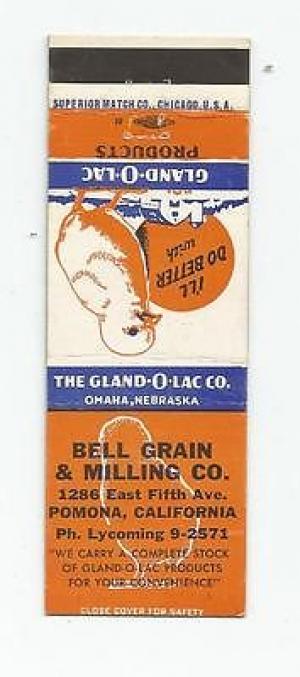 SUPERIOR MATCH CO., CHICAGO, U.S.A.
PRODUCTS
GLAND-O-LAC
I'LL
DO BETTER
with
THE GLAND-O-LAC CO.
OMAHA, NEBRASKA
BELL GRAIN
& MILLING CO.
1286 East Fifth Ave.
POMONA, CALIFORNIA
Ph. Lycoming 9-2571
"WE CARRY A COMPLETE STOCK
OF GLAND-O-LAC PRODUCTS
FOR YOUR CONVENIENCE"
CLOSE COVER FOR SAFETY